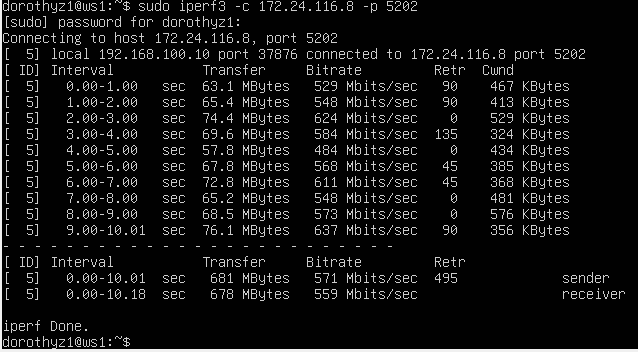 dorothyz1@ws1:~$ sudo iperf3 -c 172.24.116.8 -p 5202
[sudo] password for dorothyz1:
Connecting to host 172.24.116.8, port 5202
[  5] local 192.168.100.10 port 37876 connected to 172.24.116.8 port 5202
[ ID] Interval           Transfer     Bitrate         Retr  Cwnd
[  5]   0.00-1.00   sec  63.1 MBytes   529 Mbits/sec   90    467 KBytes
[  5]   1.00-2.00   sec  65.4 MBytes   548 Mbits/sec   90    413 KBytes
[  5]   2.00-3.00   sec  74.4 MBytes   624 Mbits/sec    0    529 KBytes
[  5]   3.00-4.00   sec  69.6 MBytes   584 Mbits/sec  135    324 KBytes
[  5]   4.00-5.00   sec  57.8 MBytes   484 Mbits/sec    0    434 KBytes
[  5]   5.00-6.00   sec  67.8 MBytes   568 Mbits/sec   45    385 KBytes
[  5]   6.00-7.00   sec  72.8 MBytes   611 Mbits/sec   45    368 KBytes
[  5]   7.00-8.00   sec  65.2 MBytes   548 Mbits/sec    0    481 KBytes
[  5]   8.00-9.00   sec  68.5 MBytes   573 Mbits/sec    0    576 KBytes
[  5]   9.00-10.01  sec  76.1 MBytes   637 Mbits/sec   90    356 KBytes
- - - - - - - - - - - - - - - - - - - - - - - - -
[ ID] Interval           Transfer     Bitrate         Retr
[  5]   0.00-10.01  sec   681 MBytes   571 Mbits/sec  495             sender
[  5]   0.00-10.18  sec   678 MBytes   559 Mbits/sec                  receiver
iperf Done.
dorothyz1@ws1:~$